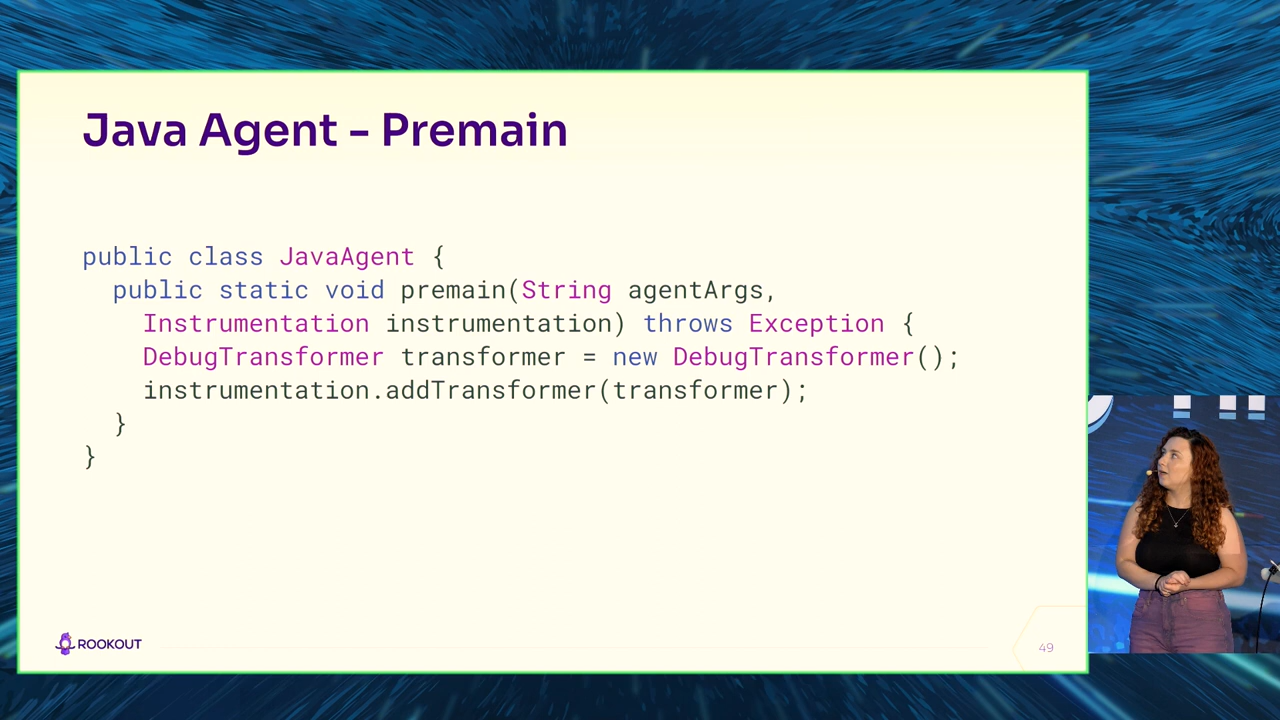 Java Agent - Premain
public class JavaAgent {
public static void premain(String agentArgs,
Instrumentation instrumentation) throws Exception {
DebugTransformer transformer = new DebugTransformer();
instrumentation.addTransformer(transformer);
}
}
ROOKOUT
49